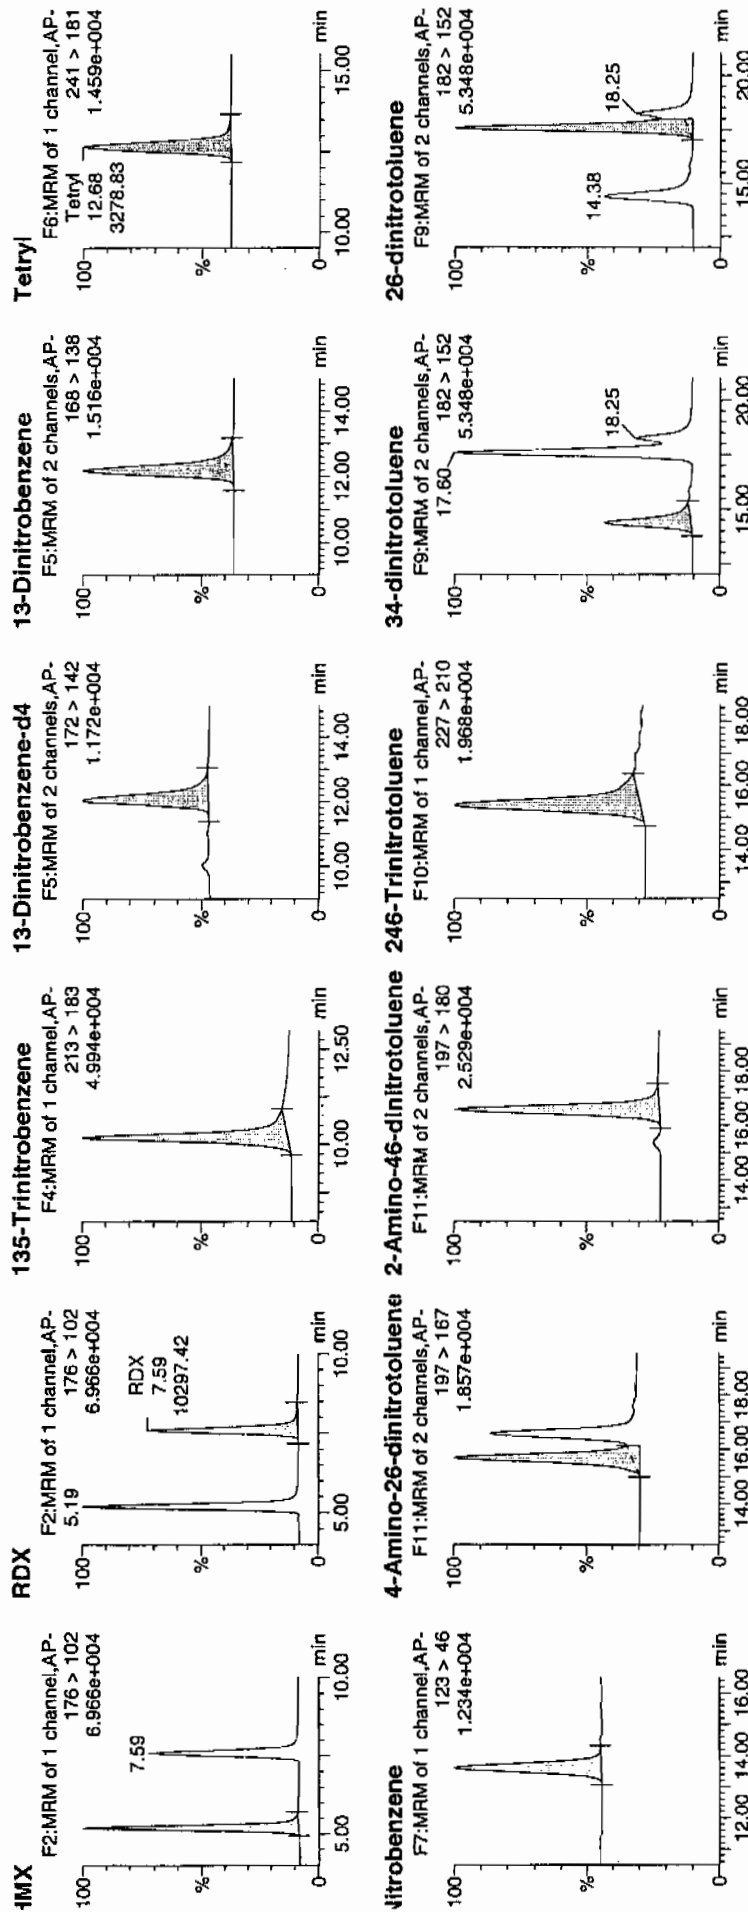 HMX
F2:MRM of 1 channel,AP-
176 > 102
6.966e+004
100
7.59
%
0
min
5.00 10.00
RDX
F2:MRM of 1 channel,AP-
5.19 176 > 102
6.966e+004
100
RDX
7.59
10297.42
%
0
min
5.00 10.00
135-Trinitrobenzene
F4:MRM of 1 channel,AP-
213 > 183
4.994e+004
100
%
0
min
10.00 12.50
13-Dinitrobenzene-d4
F5:MRM of 2 channels,AP-
172 > 142
1.172e+004
100
%
0
min
10.00 12.00 14.00
13-Dinitrobenzene
F5:MRM of 2 channels,AP-
168 > 138
1.516e+004
100
%
0
min
10.00 12.00 14.00
Tetryl
F6:MRM of 1 channel,AP-
Tetryl 241 > 181
12.68 1.459e+004
3278.83
100
%
0
min
10.00 15.00
Nitrobenzene
F7:MRM of 1 channel,AP-
123 > 46
1.234e+004
100
%
0
min
12.00 14.00 16.00
4-Amino-26-dinitrotoluene
F11:MRM of 2 channels,AP-
197 > 167
1.857e+004
100
%
0
min
14.00 16.00 18.00
2-Amino-46-dinitrotoluene
F11:MRM of 2 channels,AP-
197 > 180
2.529e+004
100
%
0
min
14.00 16.00 18.00
246-Trinitrotoluene
F10:MRM of 1 channel,AP-
227 > 210
1.968e+004
100
%
0
min
14.00 16.00 18.00
34-dinitrotoluene
F9:MRM of 2 channels,AP-
17.60 182 > 152
5.348e+004
100
18.25
%
0
min
15.00 20.00
26-dinitrotoluene
F9:MRM of 2 channels,AP-
182 > 152
5.348e+004
100
18.25
14.38
%
0
min
15.00 20.00